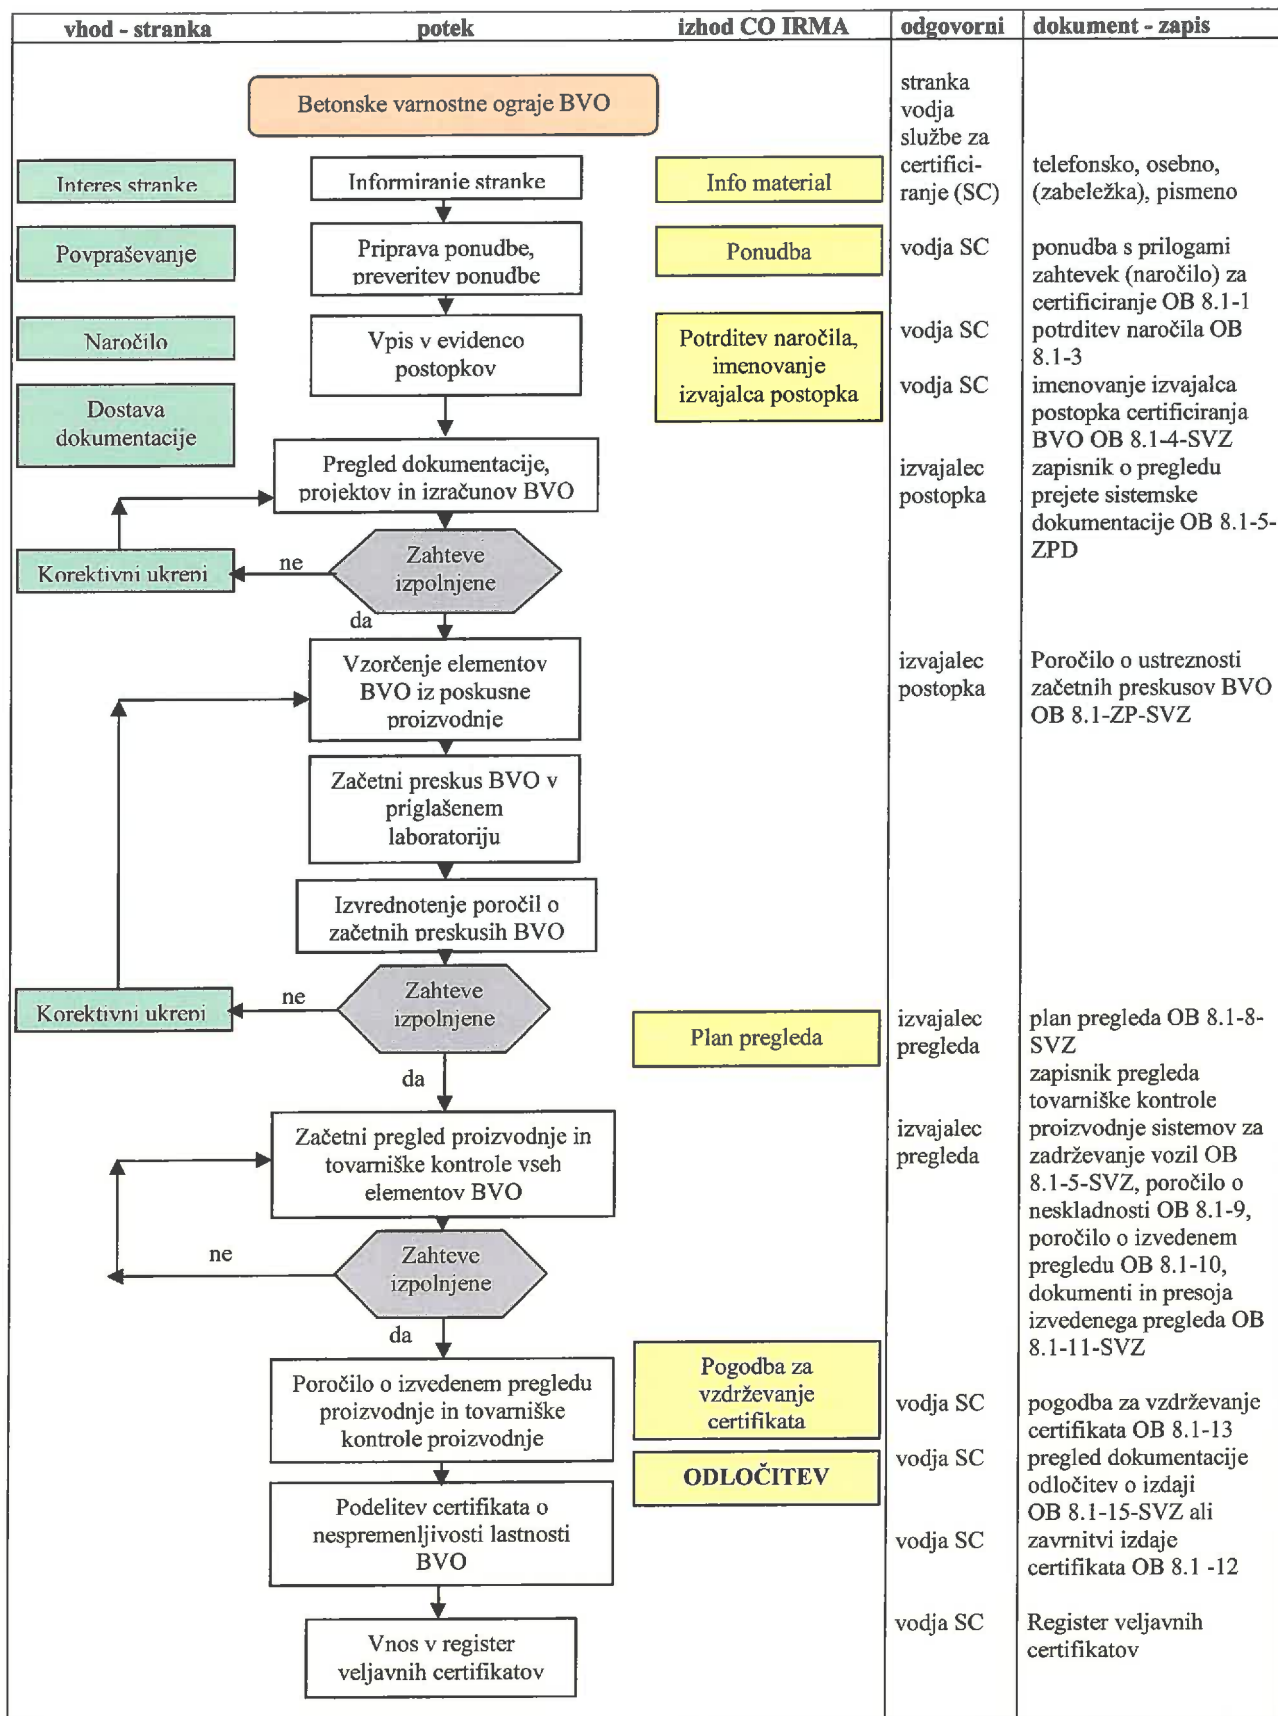 vhod - stranka
potek
izhod CO IRMA
odgovorni
dokument - zapis
Betonske varnostne ograje BVO
stranka
vodja
službe za
certifici-
ranje (SC)
Interes stranke
Informiranje stranke
Info material
telefonsko, osebno,
(zabeležka), pismeno
Povpraševanje
Priprava ponudbe,
preveritev ponudbe
Ponudba
vodja SC
ponudba s prilogami
zahtevek (naročilo) za
certificiranje OB 8.1-1
Naročilo
Vpis v evidenco
postopkov
Potrditev naročila,
imenovanje
izvajalca postopka
vodja SC
potrditev naročila OB
8.1-3
Dostava
dokumentacije
vodja SC
imenovanje izvajalca
postopka certificiranja
BVO OB 8.1-4-SVZ
Pregled dokumentacije,
projektov in izračunov BVO
izvajalec
postopka
zapisnik o pregledu
prejete sistemske
dokumentacije OB 8.1-5-
ZPD
Korektivni ukrepi
ne
Zahteve
izpolnjene
da
Vzorčenje elementov
BVO iz poskusne
proizvodnje
izvajalec
postopka
Poročilo o ustreznosti
začetnih preskusov BVO
OB 8.1-ZP-SVZ
Začetni preskus BVO v
priglašenem
laboratoriju
Izvrednotenje poročil o
začetnih preskusih BVO
Korektivni ukrepi
ne
Zahteve
izpolnjene
da
Plan pregleda
izvajalec
pregleda
plan pregleda OB 8.1-8-
SVZ
zapisnik pregleda
tovarniške kontrole
proizvodnje sistemov za
zadrževanje vozil OB
8.1-5-SVZ, poročilo o
neskladnosti OB 8.1-9,
poročilo o izvedenem
pregledu OB 8.1-10,
dokumenti in presoja
izvedenega pregleda OB
8.1-11-SVZ
Začetni pregled proizvodnje in
tovarniške kontrole vseh
elementov BVO
izvajalec
pregleda
ne
Zahteve
izpolnjene
da
Poročilo o izvedenem pregledu
proizvodnje in tovarniške
kontrole proizvodnje
Pogodba za
vzdrževanje
certifikata
vodja SC
pogodba za vzdrževanje
certifikata OB 8.1-13
ODLOČITEV
vodja SC
pregled dokumentacije
odločitev o izdaji
OB 8.1-15-SVZ ali
Podelitev certifikata o
nespremenljivosti lastnosti
BVO
vodja SC
zavrnitvi izdaje
certifikata OB 8.1 -12
Vnos v register
veljavnih certifikatov
vodja SC
Register veljavnih
certifikatov